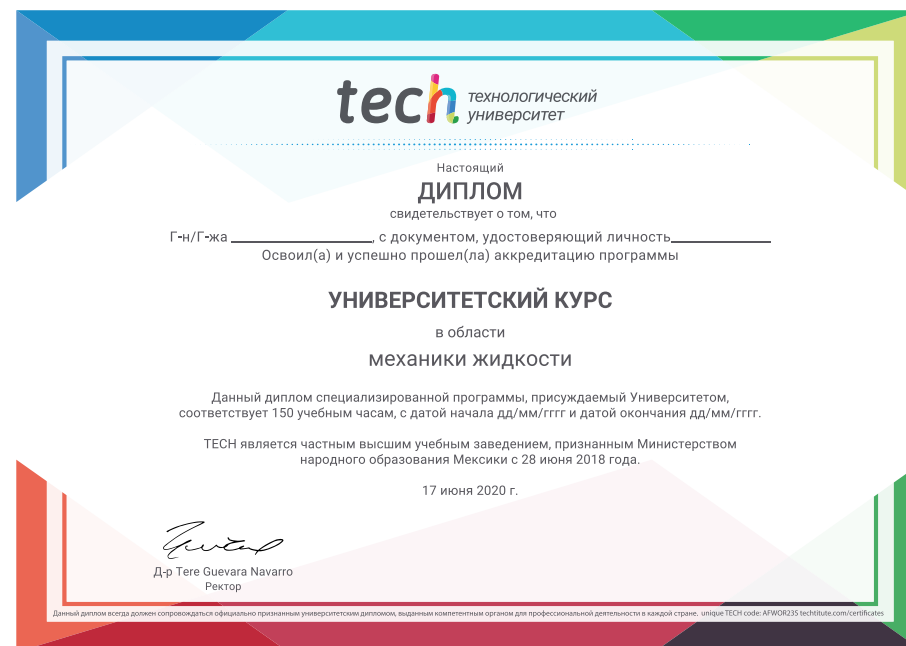 tech технологический
университет
Настоящий
ДИПЛОМ
свидетельствует о том, что
Г-н/Г-жа ____________, с документом, удостоверяющий личность____________
Освоил(а) и успешно прошел(ла) аккредитацию программы
УНИВЕРСИТЕТСКИЙ КУРС
в области
механики жидкости
Данный диплом специализированной программы, присуждаемый Университетом,
соответствует 150 учебным часам, с датой начала дд/мм/гггг и датой окончания дд/мм/гггг.
TECH является частным высшим учебным заведением, признанным Министерством
народного образования Мексики с 28 июня 2018 года.
17 июня 2020 г.
Д-р Tere Guevara Navarro
Ректор
Данный диплом всегда должен сопровождаться официально признанным университетским дипломом, выданным компетентным органом для профессиональной деятельности в каждой стране. unique TECH code: AFWOR23S techtitute.com/certificates